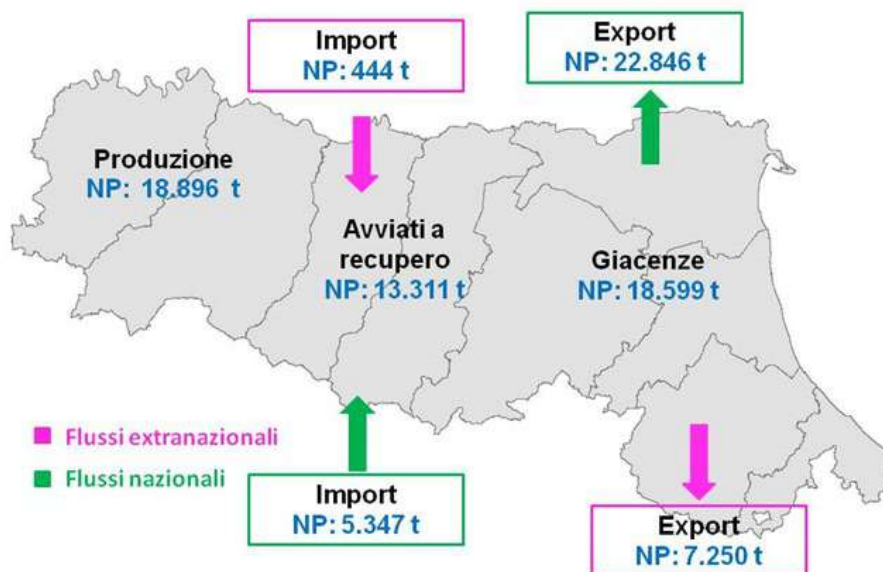 Import
NP: 444 t
Export
NP: 22.846 t
Produzione
NP: 18.896 t
Avviati a
recupero
NP: 13.311 t
Giacenze
NP: 18.599 t
Flussi extranazionali
Flussi nazionali
Import
NP: 5.347 t
Export
NP: 7.250 t